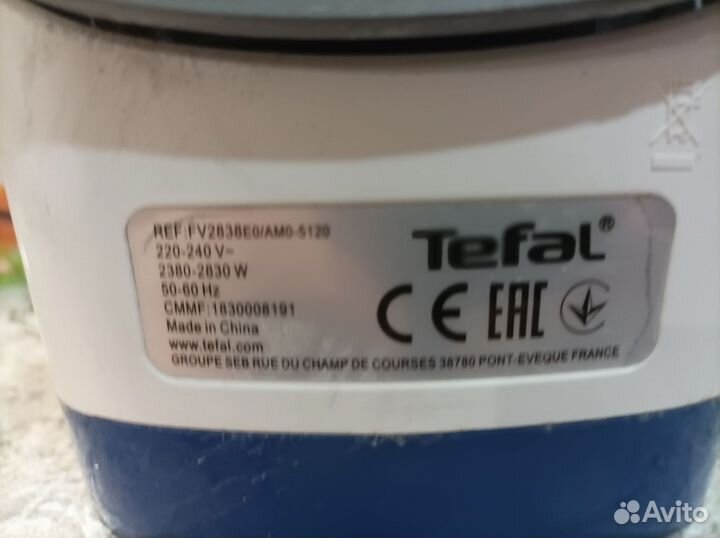 REF:FV2838E0/AM0-5120
220-240 V~
2380-2830 W
50-60 Hz
CMMF:1830008191
Made in China
www.tefal.com
GROUPE SEB RUE DU CHAMP DE COURSES 38780 PONT-EVEQUE FRANCE
Tefal®
CE EAC
Avito